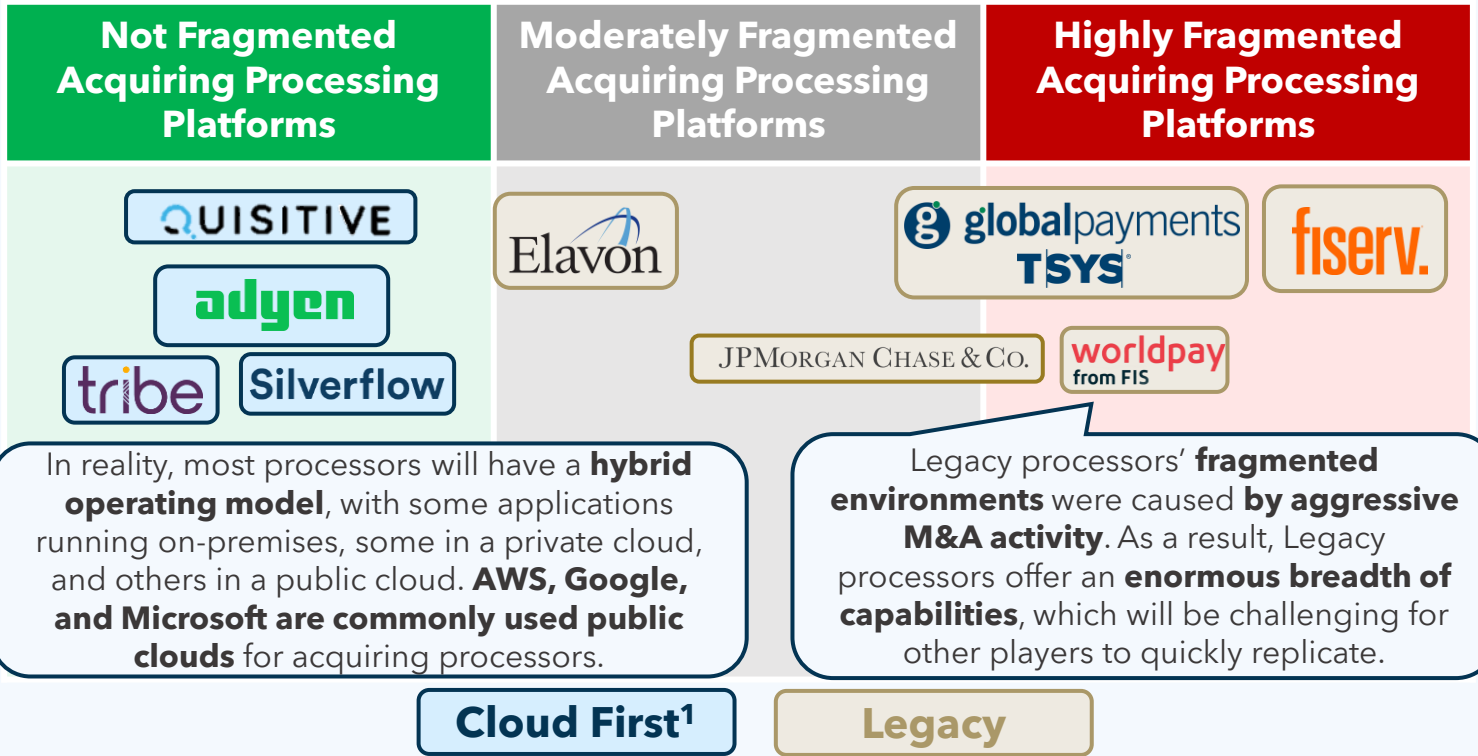 Not Fragmented
Acquiring Processing
Platforms
Moderately Fragmented
Acquiring Processing
Platforms
Highly Fragmented
Acquiring Processing
Platforms
QUISITIVE
adyen
tribe
Silverflow
Elavon
JPMORGAN CHASE & CO.
globalpayments
TSYS®
fiserv.
worldpay
from FIS
In reality, most processors will have a hybrid
operating model, with some applications
running on-premises, some in a private cloud,
and others in a public cloud. AWS, Google,
and Microsoft are commonly used public
clouds for acquiring processors.
Legacy processors’ fragmented
environments were caused by aggressive
M&A activity. As a result, Legacy
processors offer an enormous breadth of
capabilities, which will be challenging for
other players to quickly replicate.
Cloud First¹
Legacy